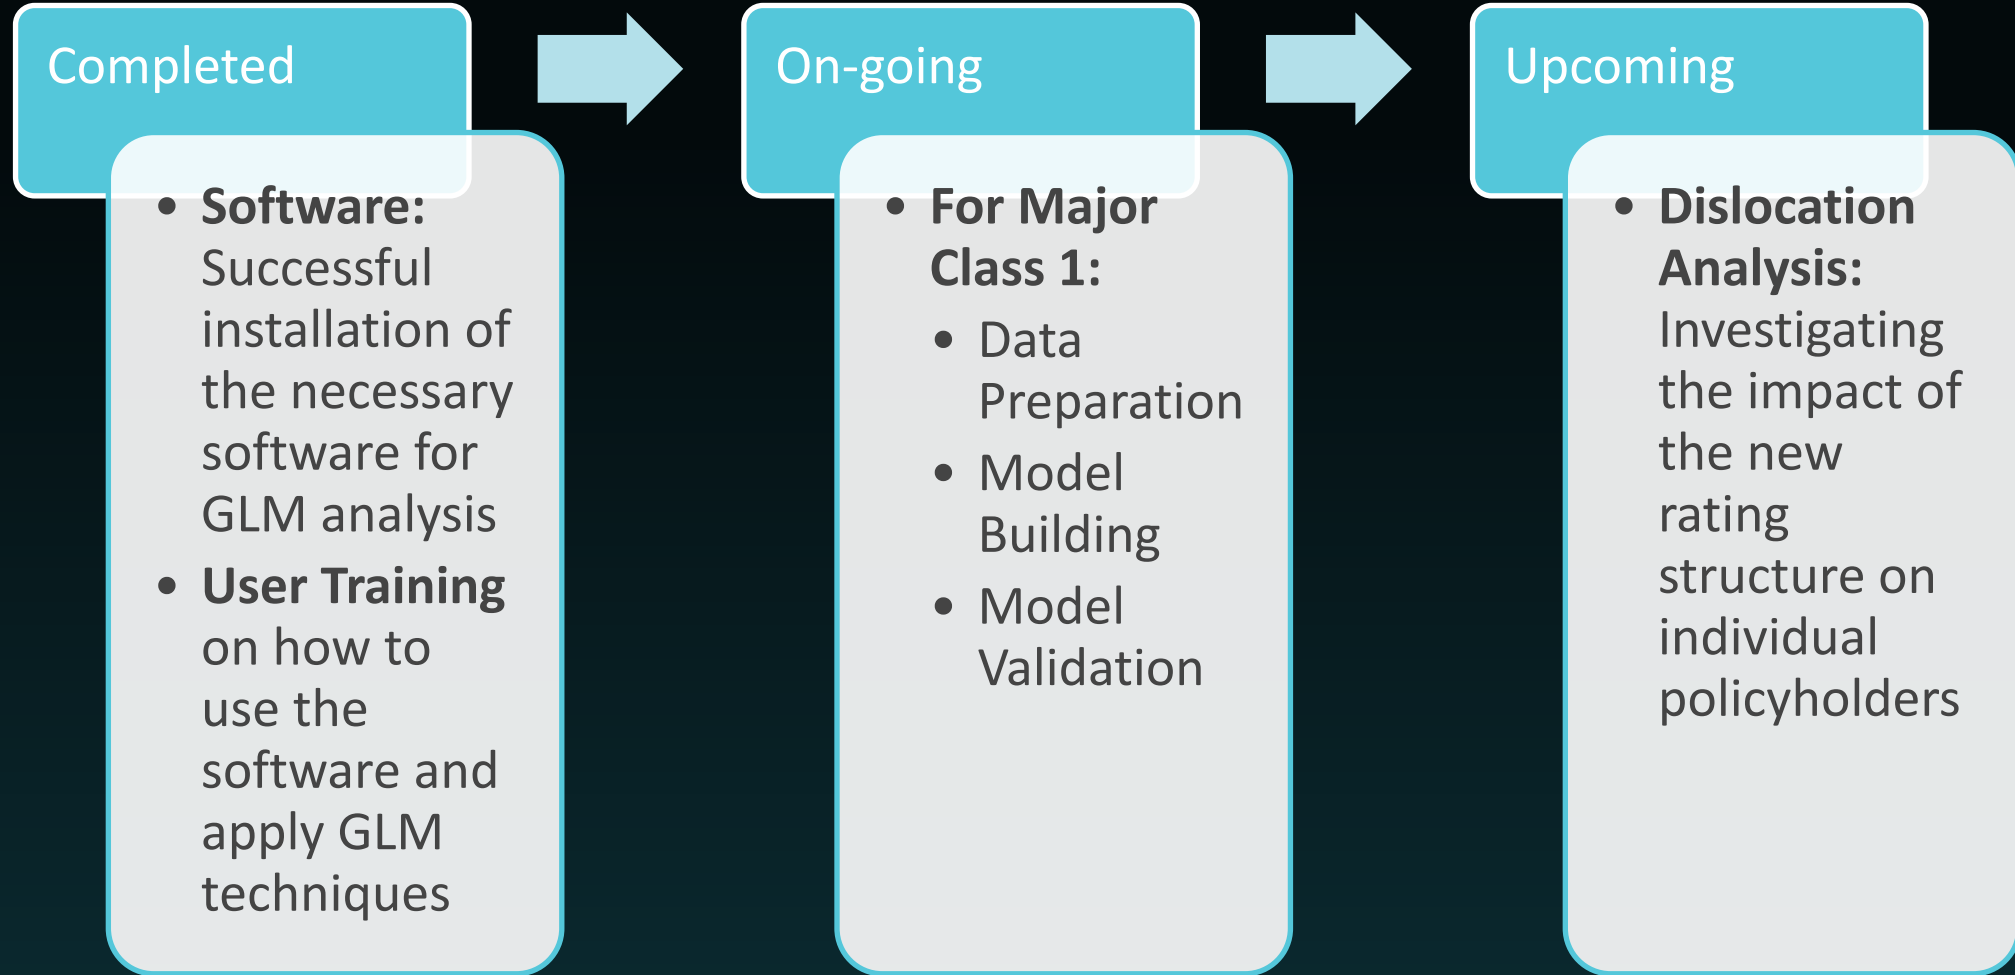 Completed
• Software:
Successful
installation of
the necessary
software for
GLM analysis
• User Training
on how to
use the
software and
apply GLM
techniques
On-going
• For Major
Class 1:
• Data
Preparation
• Model
Building
• Model
Validation
Upcoming
• Dislocation
Analysis:
Investigating
the impact of
the new
rating
structure on
individual
policyholders